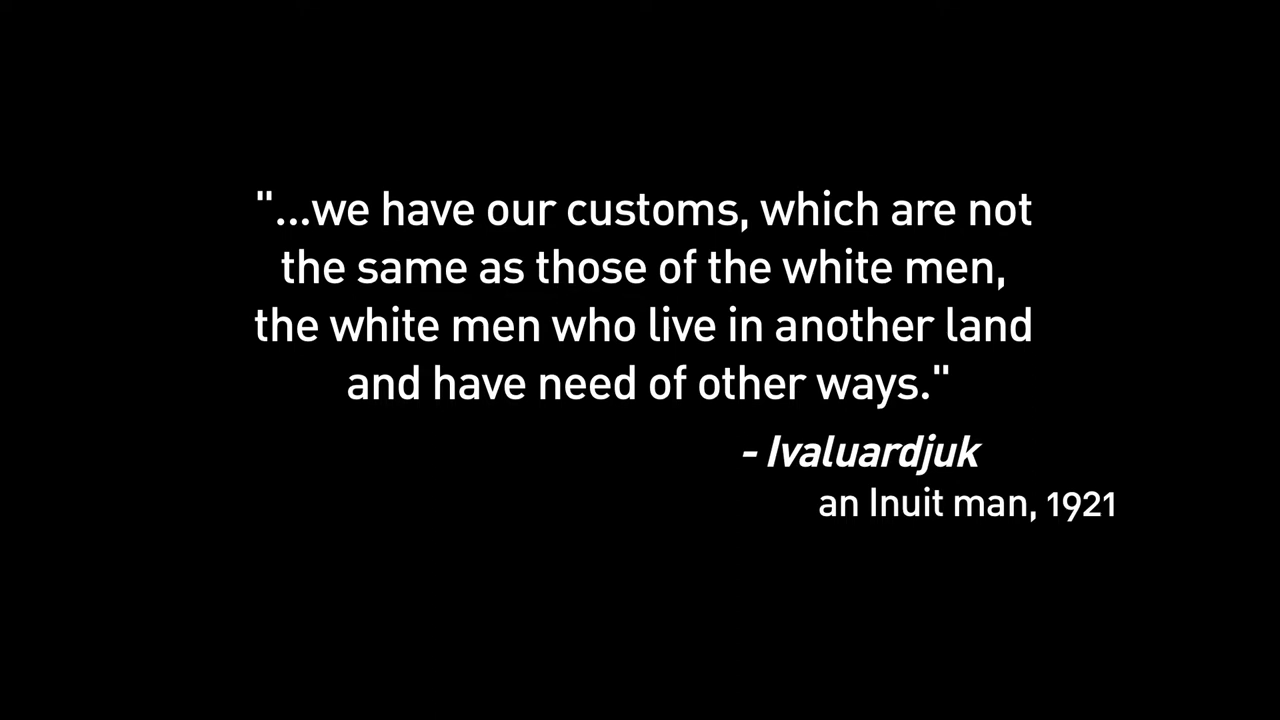 "...we have our customs, which are not
the same as those of the white men,
the white men who live in another land
and have need of other ways."
- Ivaluardjuk
an Inuit man, 1921